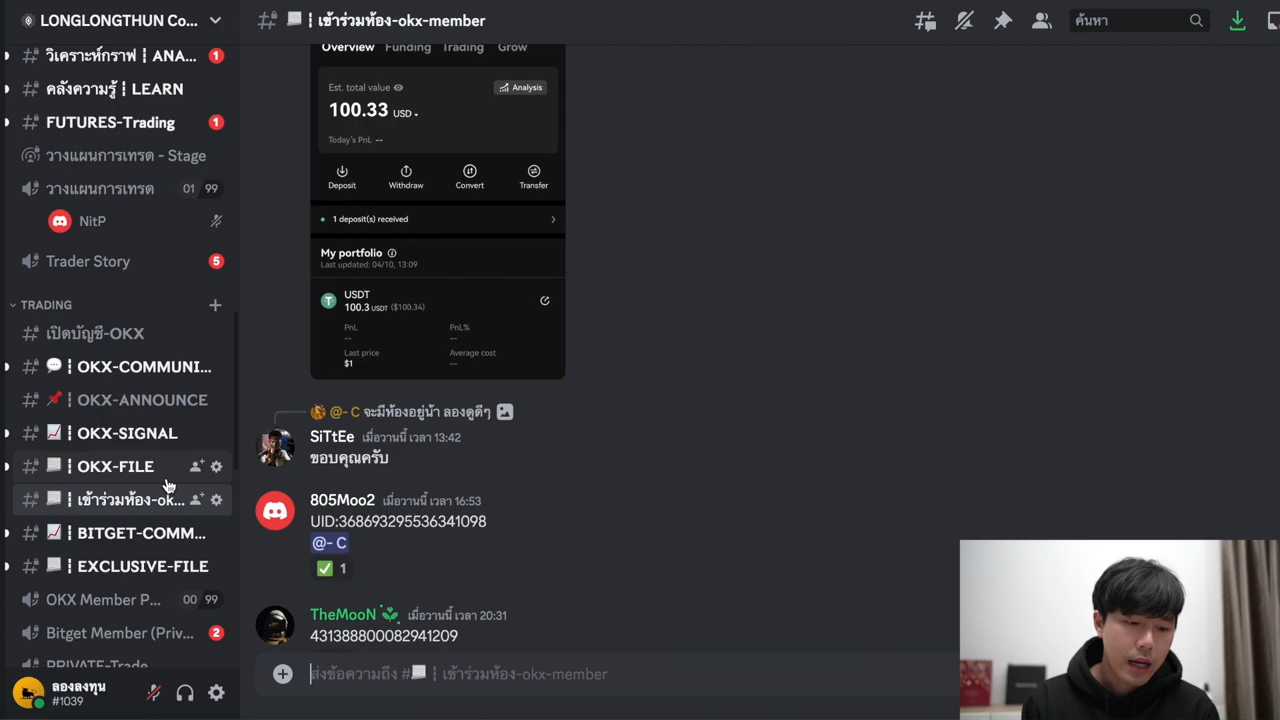 LONGLONGTHUN Co...
วิเคราะห์กราฟ ¦ ANA...
1
คลังความรู้ ¦ LEARN
FUTURES-Trading
1
วางแผนการเทรด - Stage
วางแผนการเทรด
01 99
NitP
Trader Story
5
TRADING
เปิดบัญชี-OKX
¦ OKX-COMMUNI...
¦ OKX-ANNOUNCE
¦ OKX-SIGNAL
¦ OKX-FILE
¦ เข้าร่วมห้อง-ok...
¦ BITGET-COMM...
¦ EXCLUSIVE-FILE
OKX Member P...
00 99
Bitget Member (Priv...
2
PRIVATE-Trade
ลองลงทุน
#1039
¦ เข้าร่วมห้อง-okx-member
ค้นหา
Overview Funding Trading Grow
Est. total value
Analysis
100.33 USD
Today's PnL --
Deposit Withdraw Convert Transfer
1 deposit(s) received
My portfolio
Last updated: 04/10, 13:09
USDT
100.3 USDT ($100.34)
PnL PnL%
-- --
Last price Average cost
$1 --
@- C จะมีห้องอยู่น้า ลองดูดีๆ
SiTtEe เมื่อวานนี้ เวลา 13:42
ขอบคุณครับ
805Moo2 เมื่อวานนี้ เวลา 16:53
UID:368693295536341098
@- C
1
TheMooN เมื่อวานนี้ เวลา 20:31
431388800082941209
ส่งข้อความถึง # ¦ เข้าร่วมห้อง-okx-member